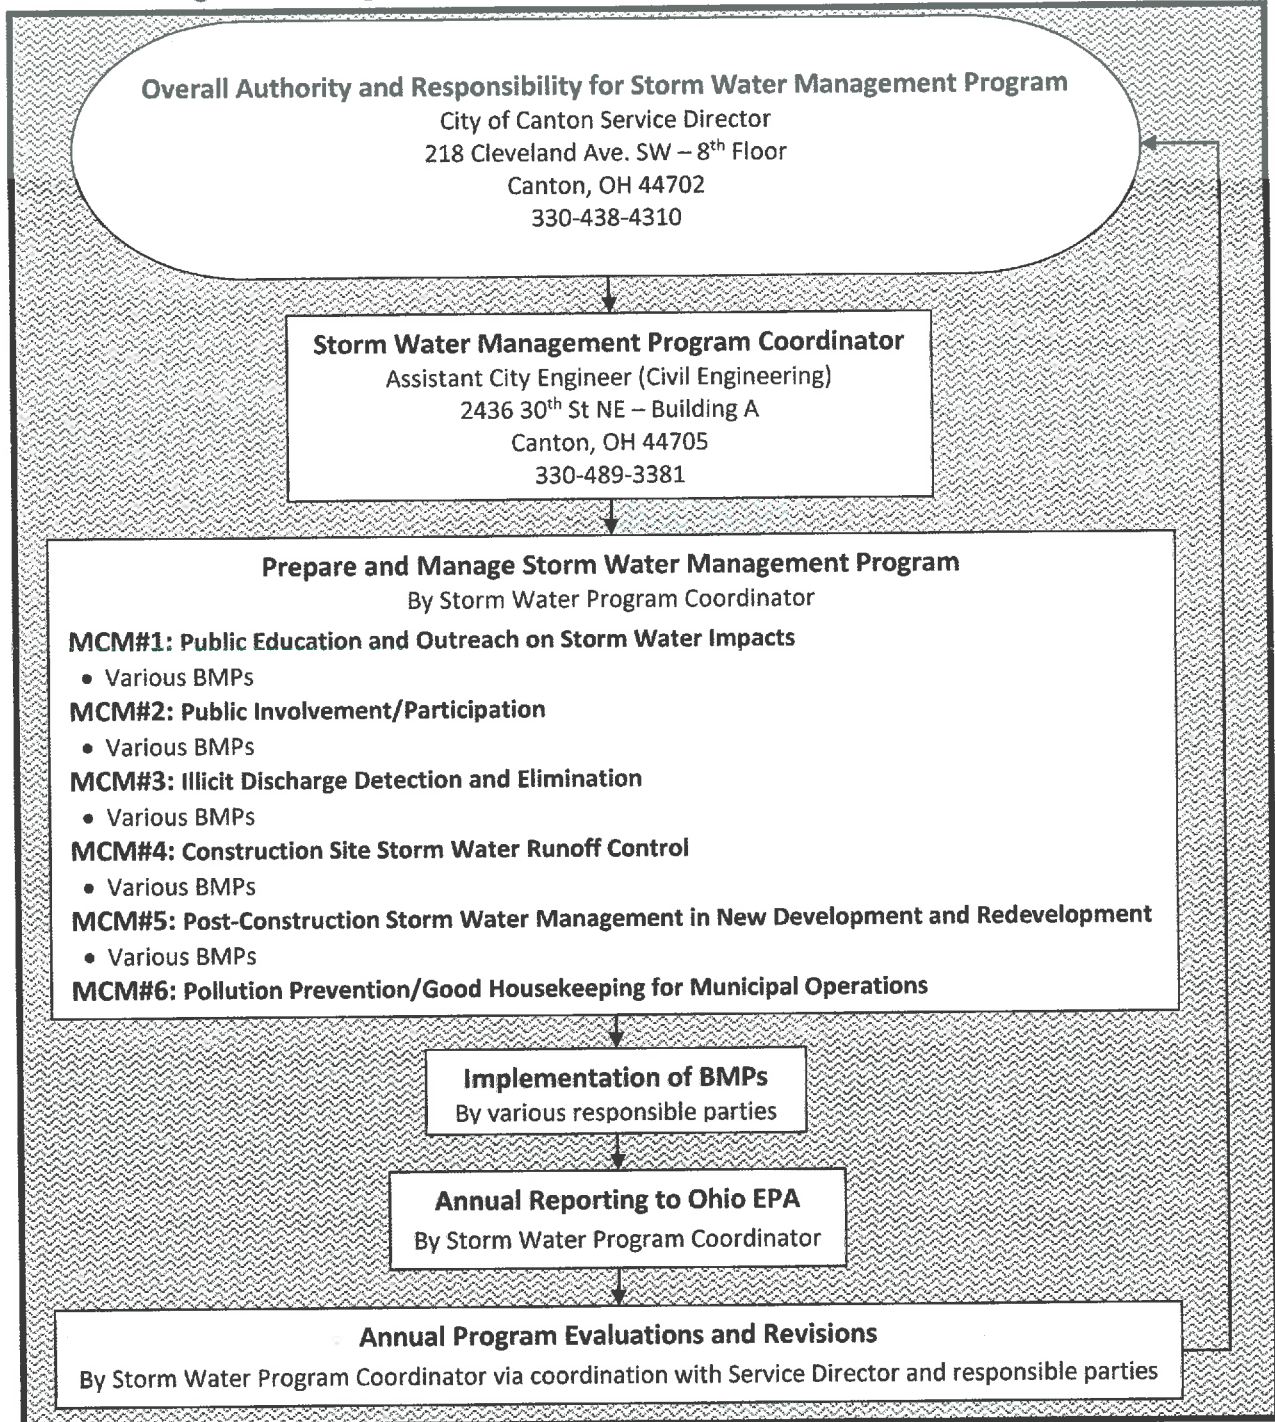 Overall Authority and Responsibility for Storm Water Management Program
City of Canton Service Director
218 Cleveland Ave. SW – 8th Floor
Canton, OH 44702
330-438-4310
Storm Water Management Program Coordinator
Assistant City Engineer (Civil Engineering)
2436 30th St NE – Building A
Canton, OH 44705
330-489-3381
Prepare and Manage Storm Water Management Program
By Storm Water Program Coordinator
MCM#1: Public Education and Outreach on Storm Water Impacts
• Various BMPs
MCM#2: Public Involvement/Participation
• Various BMPs
MCM#3: Illicit Discharge Detection and Elimination
• Various BMPs
MCM#4: Construction Site Storm Water Runoff Control
• Various BMPs
MCM#5: Post-Construction Storm Water Management in New Development and Redevelopment
• Various BMPs
MCM#6: Pollution Prevention/Good Housekeeping for Municipal Operations
Implementation of BMPs
By various responsible parties
Annual Reporting to Ohio EPA
By Storm Water Program Coordinator
Annual Program Evaluations and Revisions
By Storm Water Program Coordinator via coordination with Service Director and responsible parties